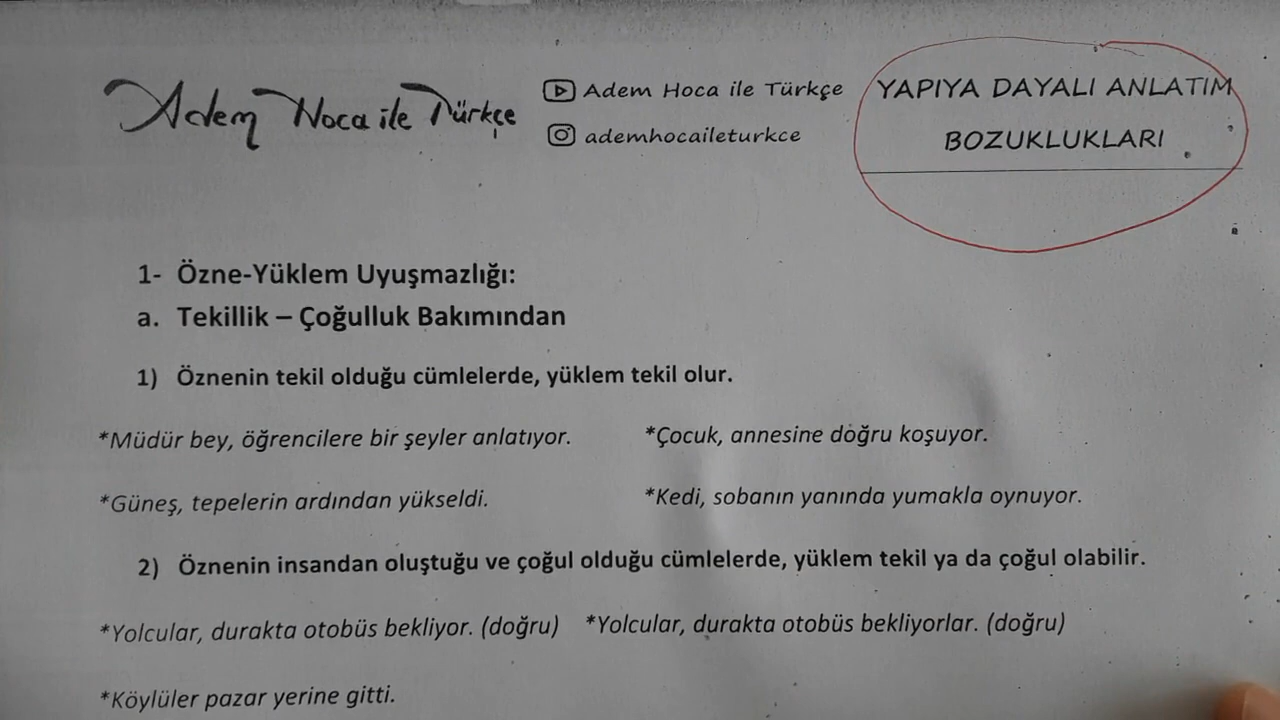 Adem Hoca ile Türkçe
Adem Hoca ile Türkçe
ademhocaileturkce
YAPIYA DAYALI ANLATIM
BOZUKLUKLARI
1- Özne-Yüklem Uyuşmazlığı:
a. Tekillik – Çoğulluk Bakımından
1) Öznenin tekil olduğu cümlelerde, yüklem tekil olur.
*Müdür bey, öğrencilere bir şeyler anlatıyor. *Çocuk, annesine doğru koşuyor.
*Güneş, tepelerin ardından yükseldi. *Kedi, sobanın yanında yumakla oynuyor.
2) Öznenin insandan oluştuğu ve çoğul olduğu cümlelerde, yüklem tekil ya da çoğul olabilir.
*Yolcular, durakta otobüs bekliyor. (doğru) *Yolcular, durakta otobüs bekliyorlar. (doğru)
*Köylüler pazar yerine gitti.